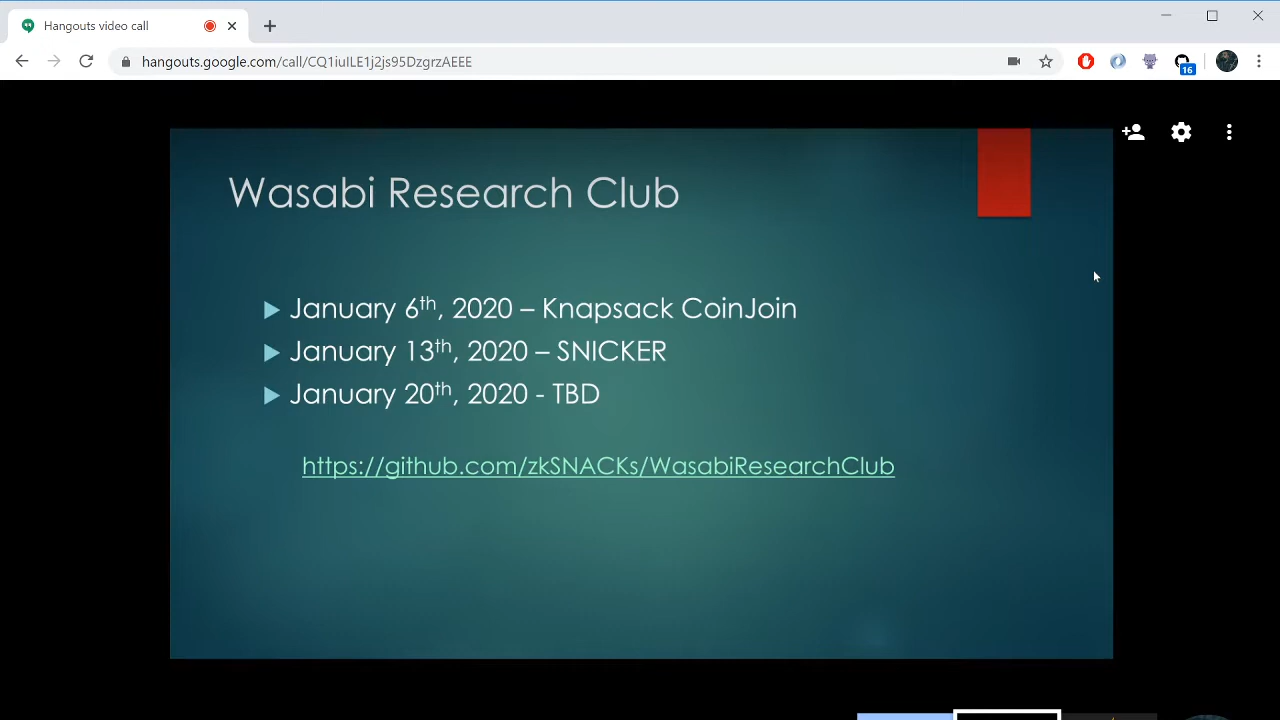 Hangouts video call
hangouts.google.com/call/CQ1iuILE1j2js95DzgrzAEEE
16
Wasabi Research Club
January 6th, 2020 – Knapsack CoinJoin
January 13th, 2020 – SNICKER
January 20th, 2020 - TBD
https://github.com/zkSNACKs/WasabiResearchClub